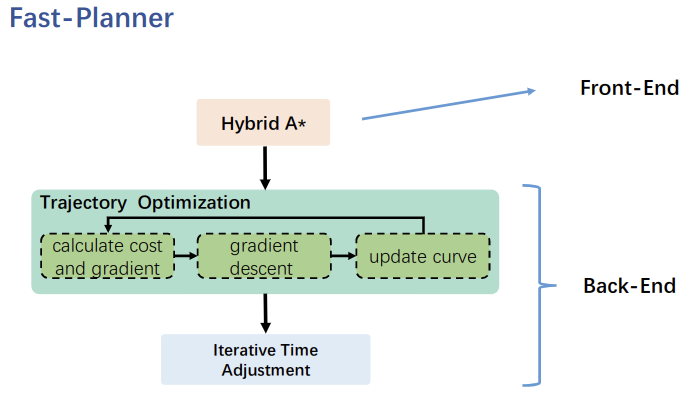 Fast-Planner
Front-End
Hybrid A*
Trajectory Optimization
calculate cost
and gradient
gradient
descent
update curve
Back-End
Iterative Time
Adjustment